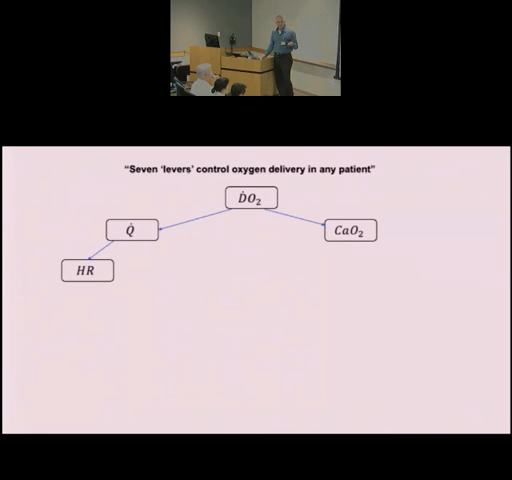 "Seven 'levers' control oxygen delivery in any patient"
ḊO₂
Q̇
CaO₂
HR